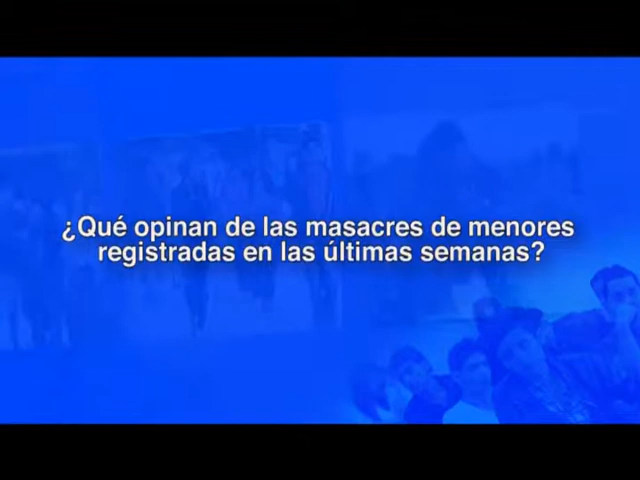 ¿Qué opinan de las masacres de menores
registradas en las últimas semanas?